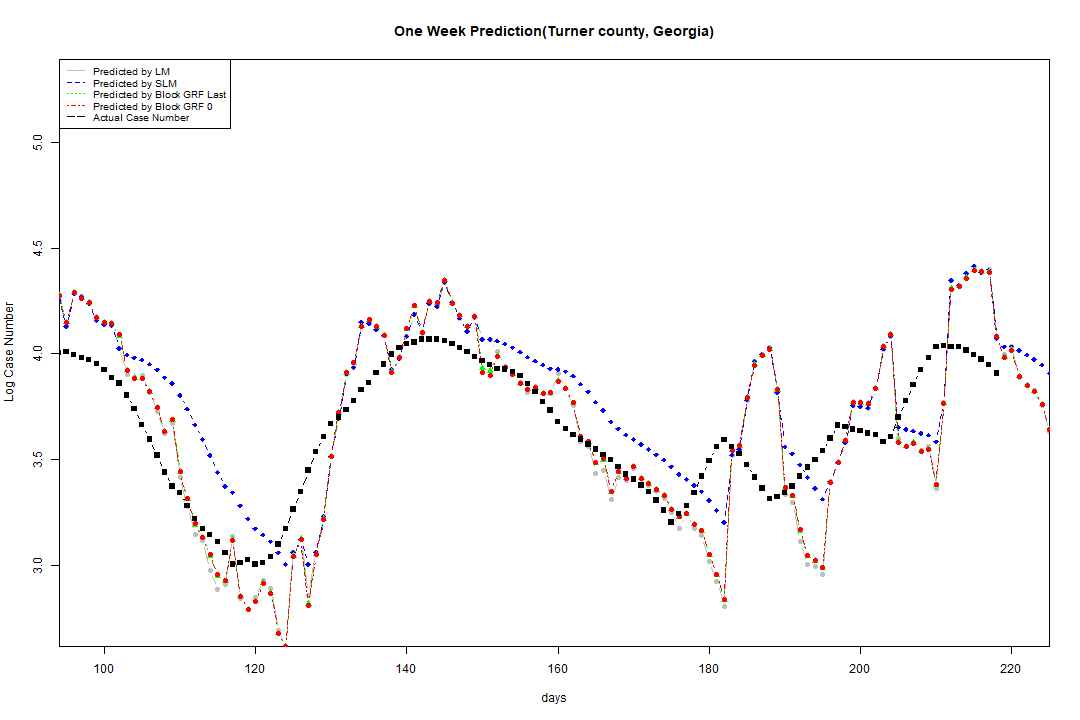 One Week Prediction(Turner county, Georgia)
Predicted by LM
Predicted by SLM
Predicted by Block GRF Last
Predicted by Block GRF 0
Actual Case Number
5.0
4.5
4.0
3.5
3.0
Log Case Number
100 120 140 160 180 200 220
days